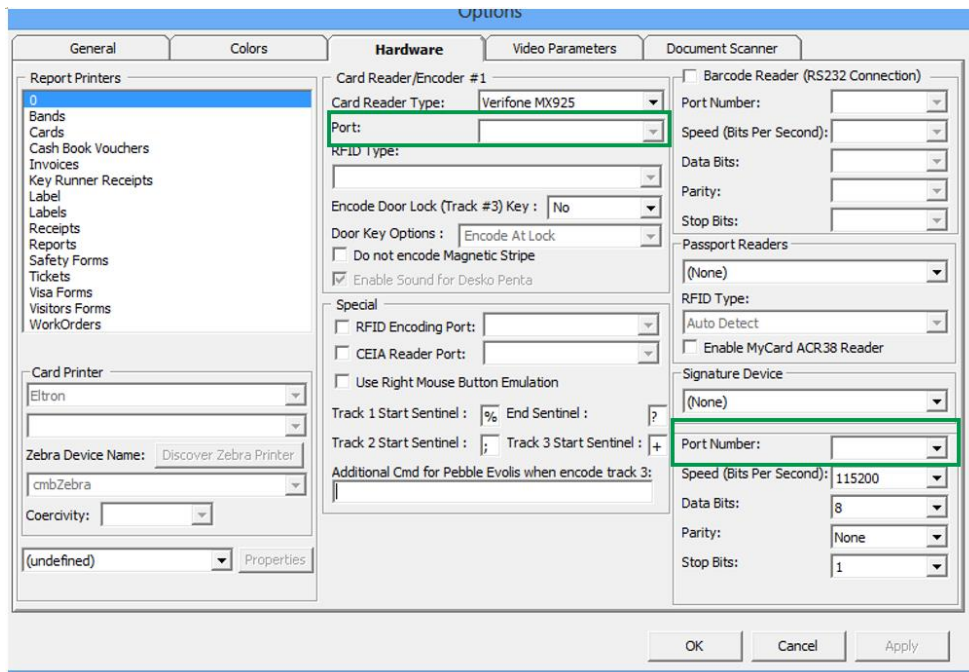 Options
General Colors Hardware Video Parameters Document Scanner
Report Printers
0
Bands
Cards
Cash Book Vouchers
Invoices
Key Runner Receipts
Label
Labels
Receipts
Reports
Safety Forms
Tickets
Visa Forms
Visitors Forms
WorkOrders
Card Printer
Eltron
Zebra Device Name: Discover Zebra Printer
cmbZebra
Coercivity:
(undefined) Properties
Card Reader/Encoder #1
Card Reader Type: Verifone MX925
Port:
RFID Type:
Encode Door Lock (Track #3) Key : No
Door Key Options : Encode At Lock
Do not encode Magnetic Stripe
Enable Sound for Desko Penta
Special
RFID Encoding Port:
CEIA Reader Port:
Use Right Mouse Button Emulation
Track 1 Start Sentinel : % End Sentinel : ?
Track 2 Start Sentinel : ; Track 3 Start Sentinel : +
Additional Cmd for Pebble Evolis when encode track 3:
Barcode Reader (RS232 Connection)
Port Number:
Speed (Bits Per Second):
Data Bits:
Parity:
Stop Bits:
Passport Readers
(None)
RFID Type:
Auto Detect
Enable MyCard ACR38 Reader
Signature Device
(None)
Port Number:
Speed (Bits Per Second): 115200
Data Bits: 8
Parity: None
Stop Bits: 1
OK Cancel Apply